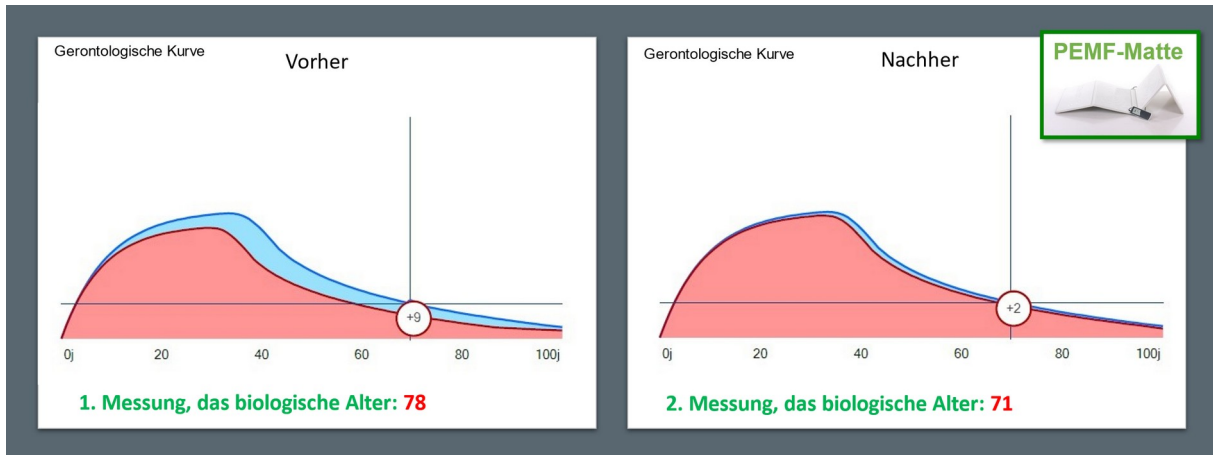 Gerontologische Kurve
Vorher
+9
0j 20 40 60 80 100j
1. Messung, das biologische Alter: 78
Gerontologische Kurve
Nachher
PEMF-Matte
+2
0j 20 40 60 80 100j
2. Messung, das biologische Alter: 71